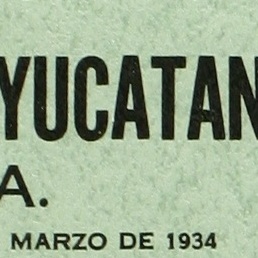 YUCATAN
A.
MARZO DE 1934